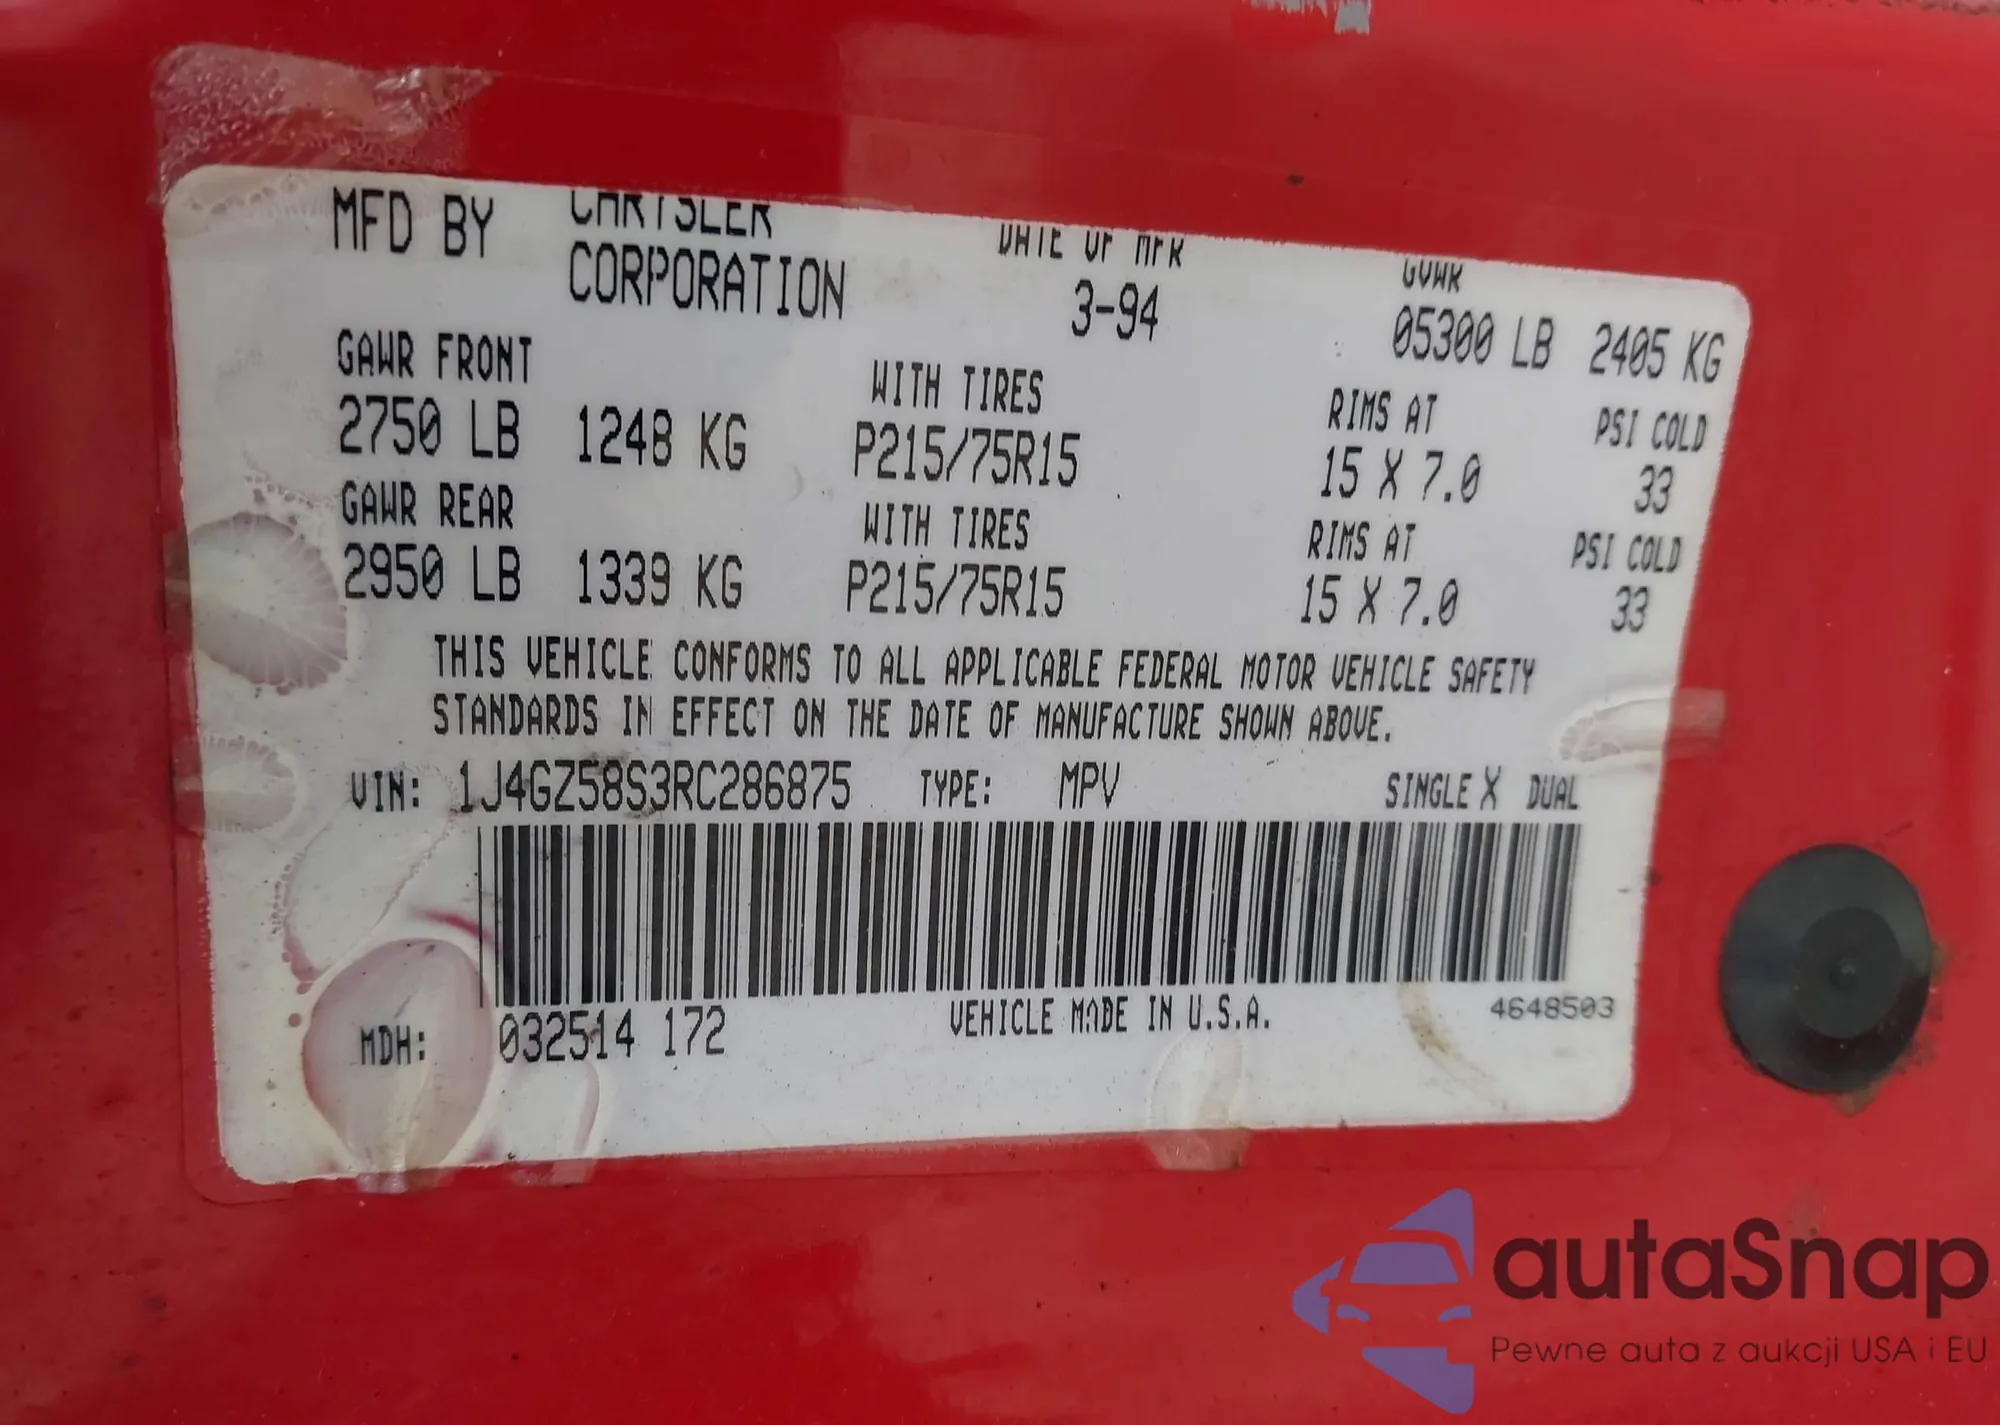 MFD BY CHRYSLER CORPORATION
DATE OF MFR
3-94
GVWR
05300 LB 2405 KG
GAWR FRONT WITH TIRES RIMS AT PSI COLD
2750 LB 1248 KG P215/75R15 15 X 7.0 33
GAWR REAR WITH TIRES RIMS AT PSI COLD
2950 LB 1339 KG P215/75R15 15 X 7.0 33
THIS VEHICLE CONFORMS TO ALL APPLICABLE FEDERAL MOTOR VEHICLE SAFETY
STANDARDS IN EFFECT ON THE DATE OF MANUFACTURE SHOWN ABOVE.
VIN: 1J4GZ58S3RC286875 TYPE: MPV SINGLE X DUAL
MDH: 032514 172 VEHICLE MADE IN U.S.A. 4648503
autaSnap
Pewne auta z aukcji USA i EU